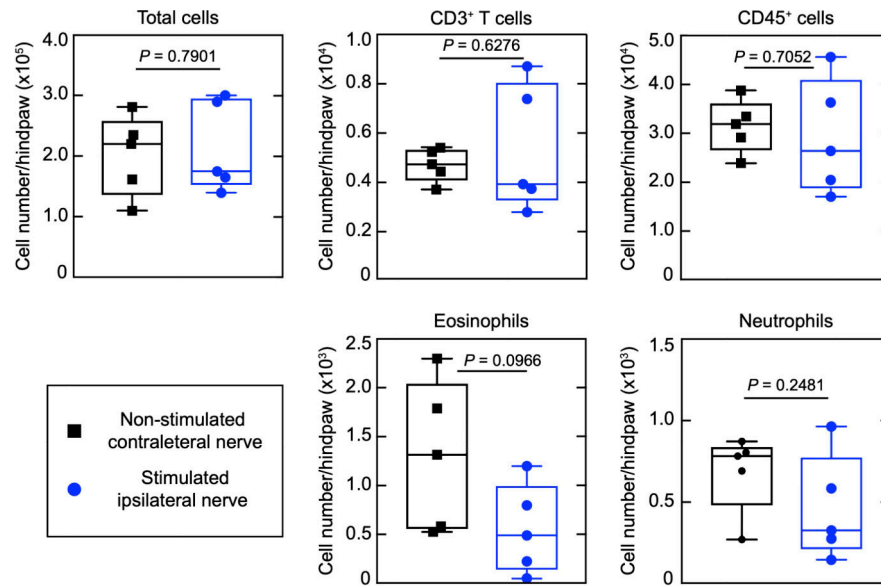 Total cells
Cell number/hindpaw (x10⁵)
4.0
3.0
2.0
1.0
0
P = 0.7901
CD3⁺ T cells
Cell number/hindpaw (x10⁴)
1.0
0.8
0.6
0.4
0.2
0
P = 0.6276
CD45⁺ cells
Cell number/hindpaw (x10⁴)
5.0
4.0
3.0
2.0
1.0
0
P = 0.7052
Non-stimulated
contraleteral nerve
Stimulated
ipsilateral nerve
Eosinophils
Cell number/hindpaw (x10³)
2.5
2.0
1.5
1.0
0.5
0
P = 0.0966
Neutrophils
Cell number/hindpaw (x10³)
1.5
1.0
0.5
0
P = 0.2481